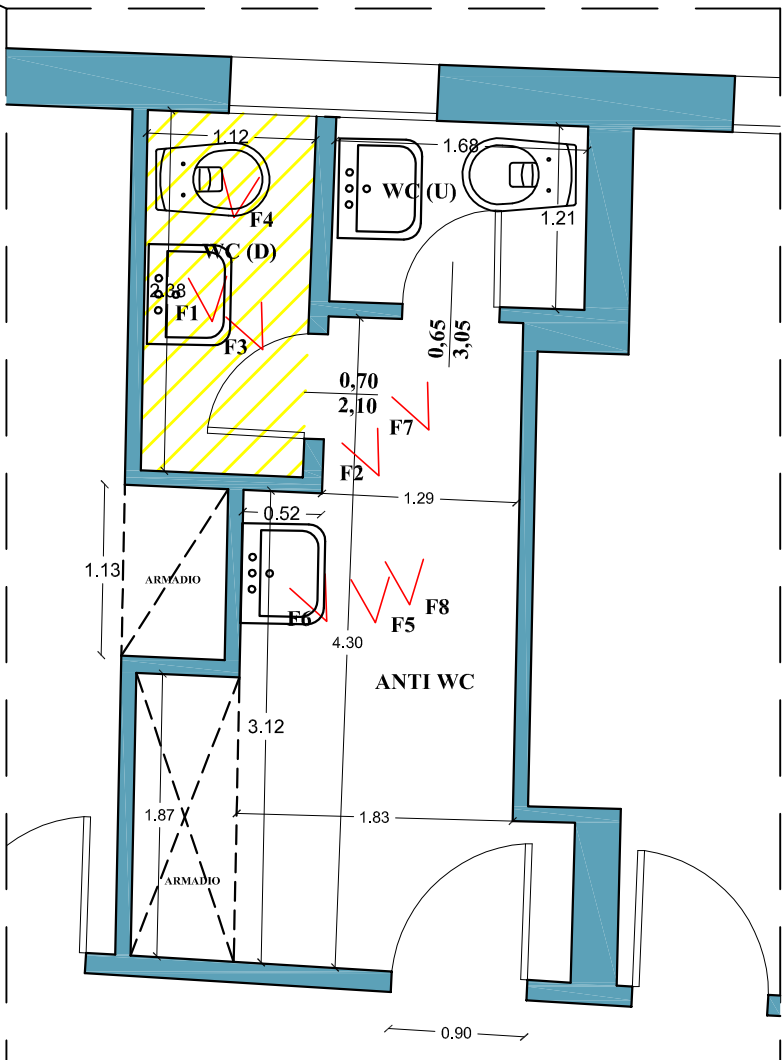 1.12
1.68
WC (U)
F4
1.21
WC (D)
2.38
F1
F3
0,65
3,05
0,70
2,10
F7
F2
1.29
0.52
1.13
ARMADIO
F6
F5
F8
4.30
ANTI WC
3.12
1.87
1.83
ARMADIO
0.90